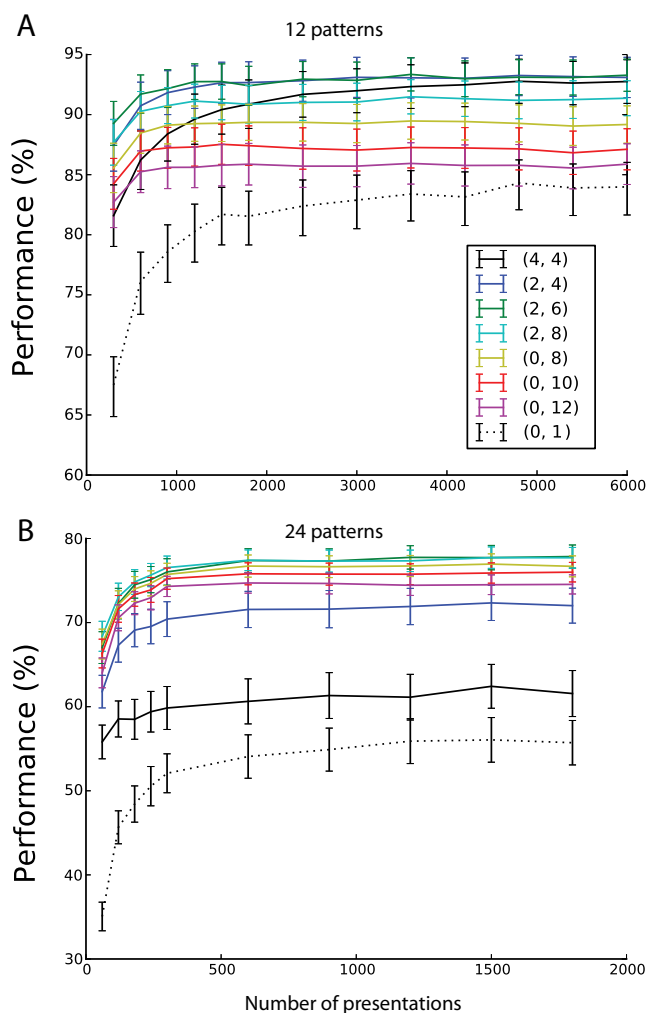 A
12 patterns
95
90
85
80
75
70
65
60
Performance (%)
(4, 4)
(2, 4)
(2, 6)
(2, 8)
(0, 8)
(0, 10)
(0, 12)
(0, 1)
0 1000 2000 3000 4000 5000 6000
B
24 patterns
80
70
60
50
40
30
Performance (%)
0 500 1000 1500 2000
Number of presentations